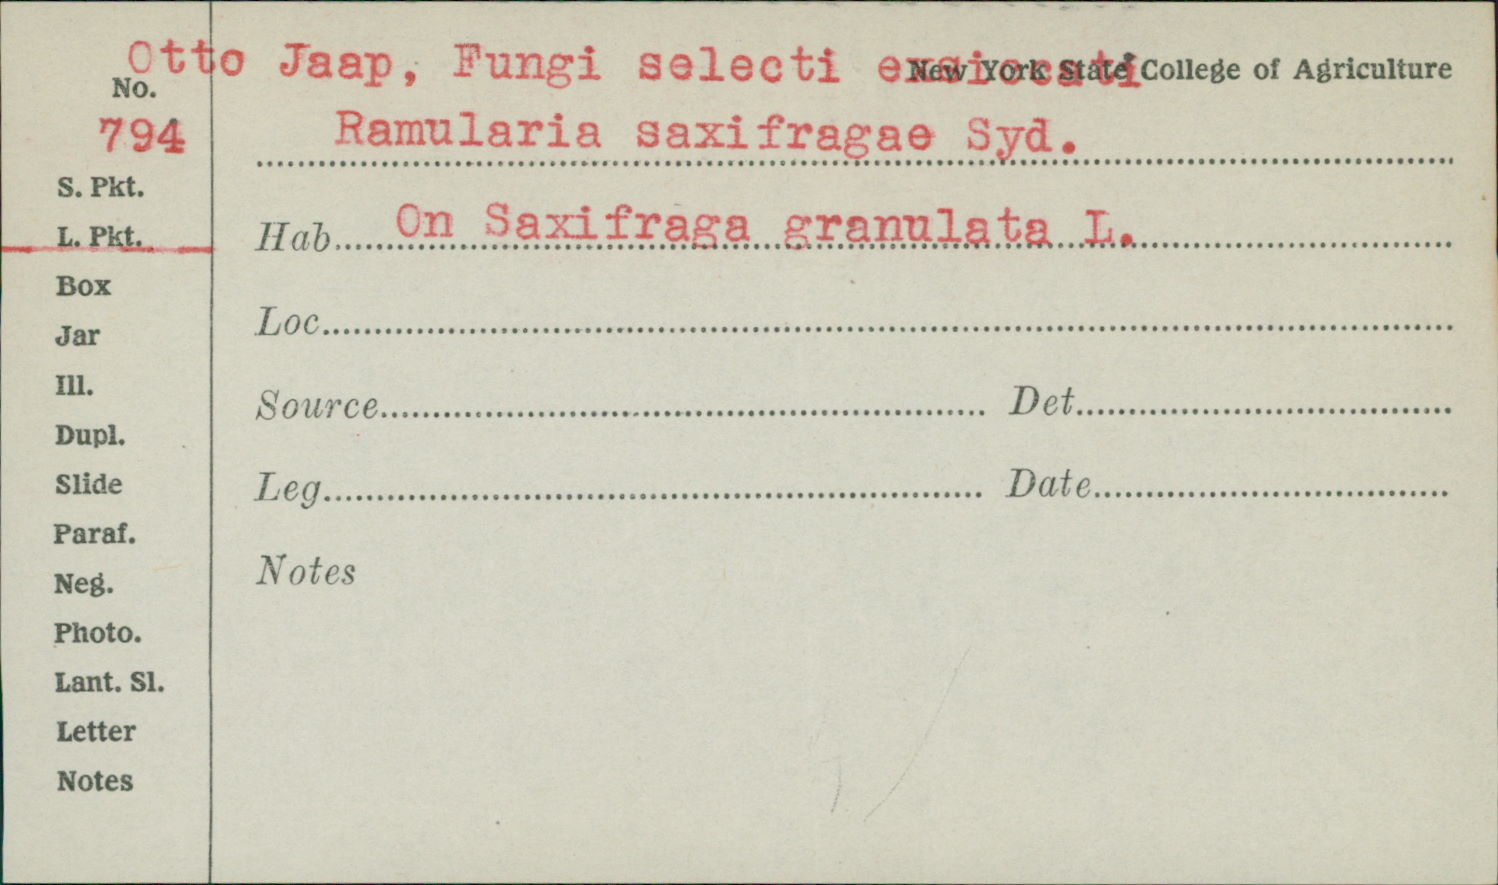 Otto Jaap, Fungi selecti exsiccati
New York State College of Agriculture
No.
794
Ramularia saxifragae Syd.
S. Pkt.
L. Pkt.
Hab. On Saxifraga granulata L.
Box
Loc.
Jar
Ill.
Source Det.
Dupl.
Slide
Leg. Date
Paraf.
Notes
Neg.
Photo.
Lant. Sl.
Letter
Notes